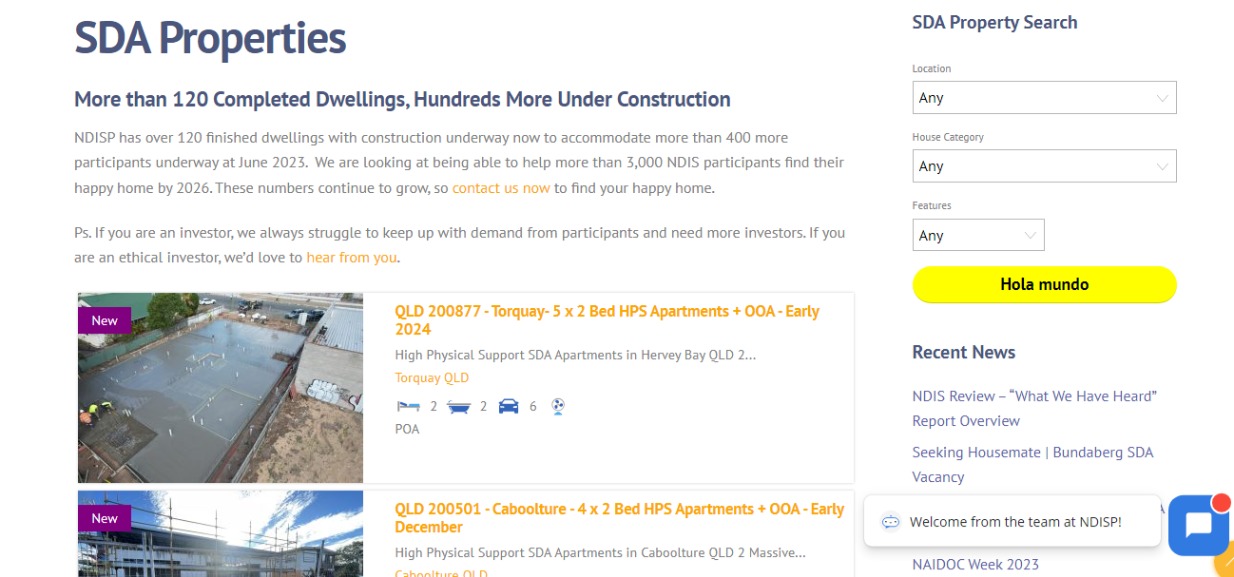 SDA Properties
More than 120 Completed Dwellings, Hundreds More Under Construction
NDISP has over 120 finished dwellings with construction underway now to accommodate more than 400 more
participants underway at June 2023. We are looking at being able to help more than 3,000 NDIS participants find their
happy home by 2026. These numbers continue to grow, so contact us now to find your happy home.
Ps. If you are an investor, we always struggle to keep up with demand from participants and need more investors. If you
are an ethical investor, we'd love to hear from you.
New
QLD 200877 - Torquay- 5 x 2 Bed HPS Apartments + OOA - Early
2024
High Physical Support SDA Apartments in Hervey Bay QLD 2...
Torquay QLD
2 2 6
POA
New
QLD 200501 - Caboolture - 4 x 2 Bed HPS Apartments + OOA - Early
December
High Physical Support SDA Apartments in Caboolture QLD 2 Massive...
Caboolture QLD
SDA Property Search
Location
Any
House Category
Any
Features
Any
Hola mundo
Recent News
NDIS Review – “What We Have Heard”
Report Overview
Seeking Housemate | Bundaberg SDA
Vacancy
Welcome from the team at NDISP!
NAIDOC Week 2023